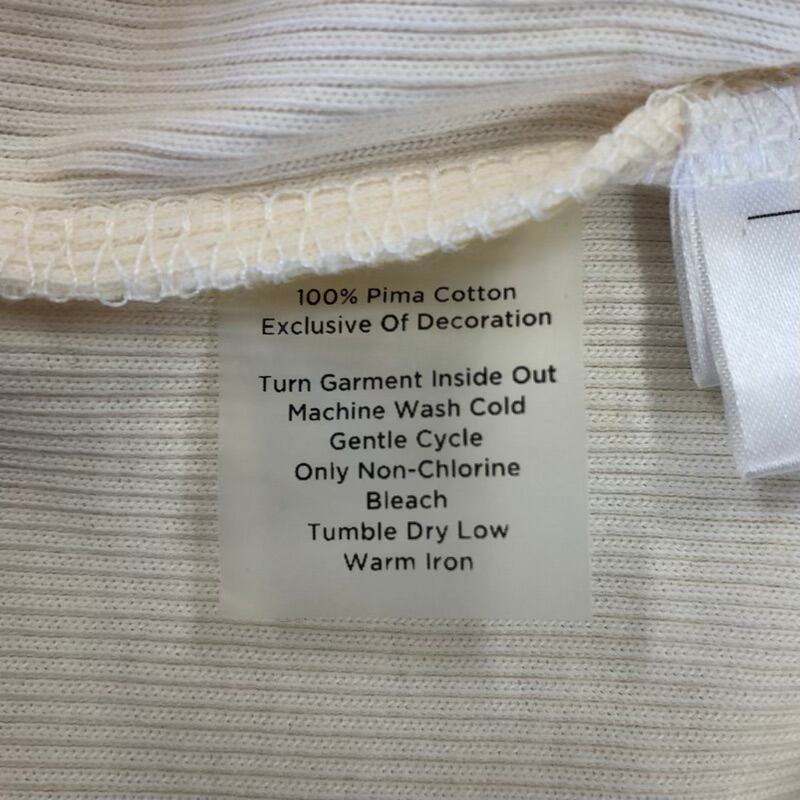 100% Pima Cotton
Exclusive Of Decoration
Turn Garment Inside Out
Machine Wash Cold
Gentle Cycle
Only Non-Chlorine
Bleach
Tumble Dry Low
Warm Iron